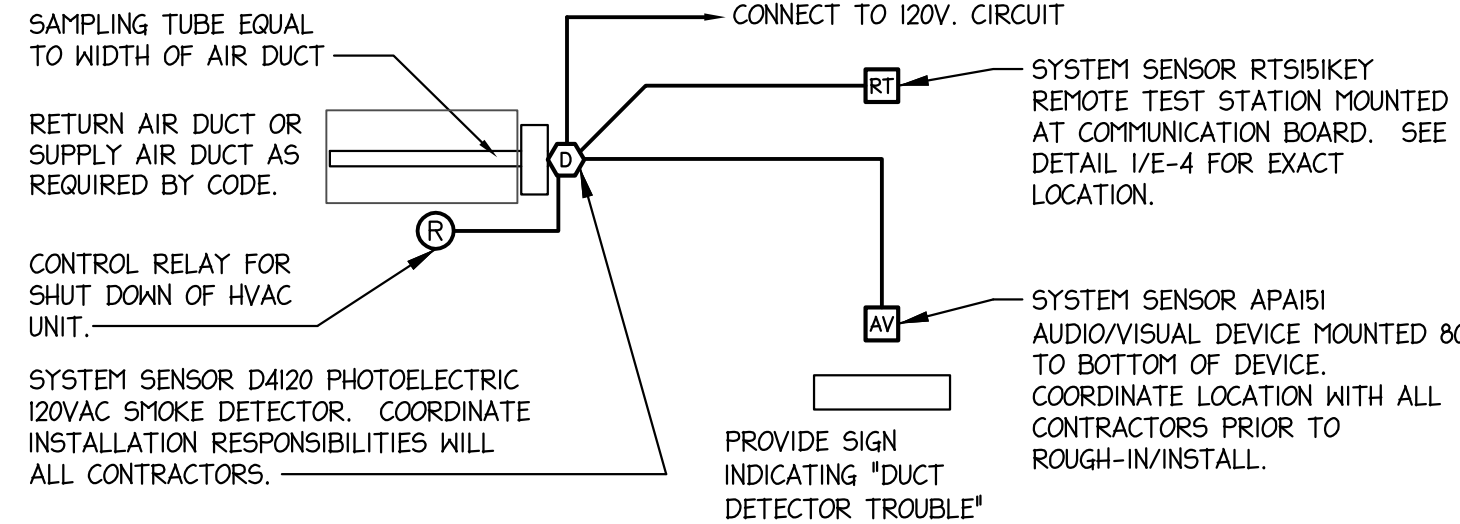 SAMPLING TUBE EQUAL
TO WIDTH OF AIR DUCT
CONNECT TO 120V. CIRCUIT
RETURN AIR DUCT OR
SUPPLY AIR DUCT AS
REQUIRED BY CODE.
D
RT
SYSTEM SENSOR RTS151KEY
REMOTE TEST STATION MOUNTED
AT COMMUNICATION BOARD. SEE
DETAIL 1/E-4 FOR EXACT
LOCATION.
R
CONTROL RELAY FOR
SHUT DOWN OF HVAC
UNIT.
AV
SYSTEM SENSOR APA151
AUDIO/VISUAL DEVICE MOUNTED
TO BOTTOM OF DEVICE.
COORDINATE LOCATION WITH ALL
CONTRACTORS PRIOR TO
ROUGH-IN/INSTALL.
SYSTEM SENSOR D4120 PHOTOELECTRIC
120VAC SMOKE DETECTOR. COORDINATE
INSTALLATION RESPONSIBILITIES WILL
ALL CONTRACTORS.
PROVIDE SIGN
INDICATING "DUCT
DETECTOR TROUBLE"